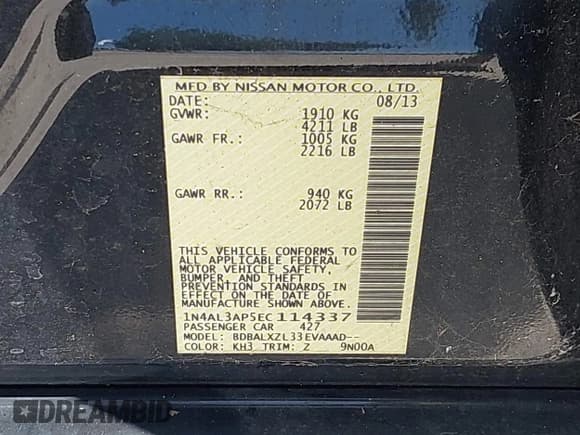 MFD BY NISSAN MOTOR CO., LTD.
DATE: 08/13
GVWR: 1910 KG
4211 LB
GAWR FR.: 1005 KG
2216 LB
GAWR RR.: 940 KG
2072 LB
THIS VEHICLE CONFORMS TO
ALL APPLICABLE FEDERAL
MOTOR VEHICLE SAFETY,
BUMPER, AND THEFT
PREVENTION STANDARDS IN
EFFECT ON THE DATE OF
MANUFACTURE SHOWN ABOVE.
1N4AL3AP5EC114337
PASSENGER CAR 427
MODEL: BDBALXZL33EVAAAD--
COLOR: KH3 TRIM: Z 9N00A
DREAMBID